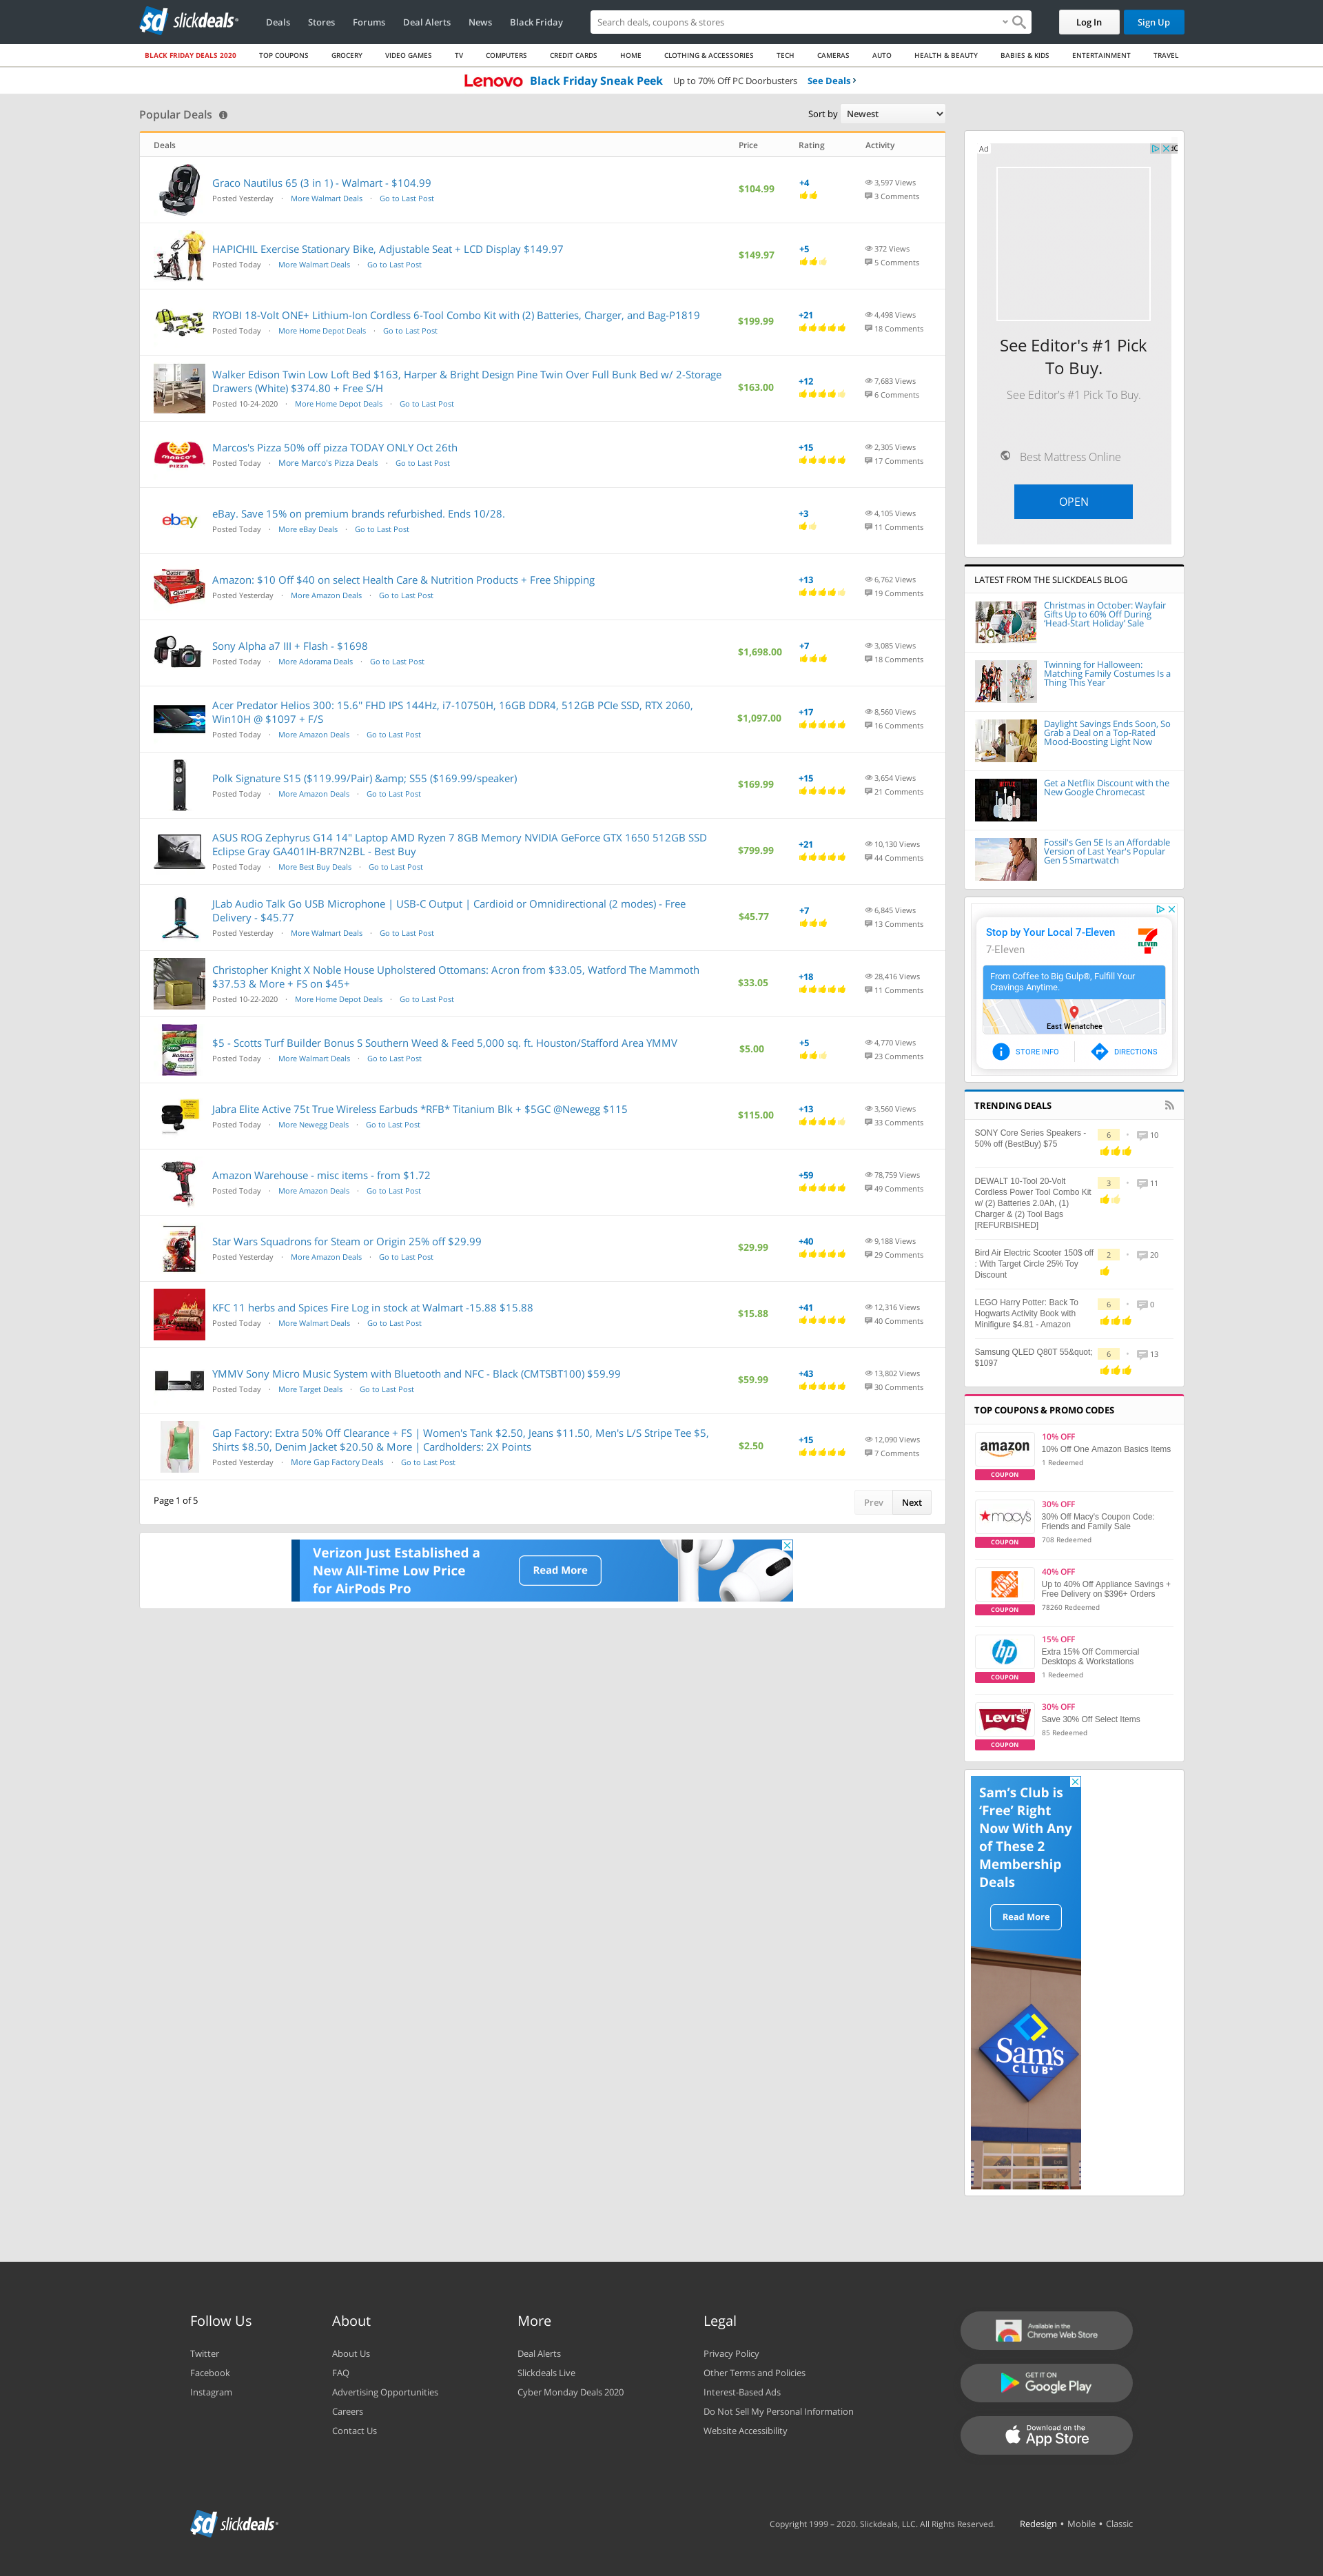 slickdeals
Deals Stores Forums Deal Alerts News Black Friday
Search deals, coupons & stores
Log In
Sign Up
BLACK FRIDAY DEALS 2020 TOP COUPONS GROCERY VIDEO GAMES TV COMPUTERS CREDIT CARDS HOME CLOTHING & ACCESSORIES TECH CAMERAS AUTO HEALTH & BEAUTY BABIES & KIDS ENTERTAINMENT TRAVEL
Lenovo Black Friday Sneak Peek Up to 70% Off PC Doorbusters See Deals
Popular Deals
Sort by Newest
Deals Price Rating Activity
Graco Nautilus 65 (3 in 1) - Walmart - $104.99
Posted Yesterday · More Walmart Deals · Go to Last Post
$104.99
+4
3,597 Views
3 Comments
HAPICHIL Exercise Stationary Bike, Adjustable Seat + LCD Display $149.97
Posted Today · More Walmart Deals · Go to Last Post
$149.97
+5
372 Views
5 Comments
RYOBI 18-Volt ONE+ Lithium-Ion Cordless 6-Tool Combo Kit with (2) Batteries, Charger, and Bag-P1819
Posted Today · More Home Depot Deals · Go to Last Post
$199.99
+21
4,498 Views
18 Comments
Walker Edison Twin Low Loft Bed $163, Harper & Bright Design Pine Twin Over Full Bunk Bed w/ 2-Storage
Drawers (White) $374.80 + Free S/H
Posted 10-24-2020 · More Home Depot Deals · Go to Last Post
$163.00
+12
7,683 Views
6 Comments
MARCO'S
PIZZA
Marcos's Pizza 50% off pizza TODAY ONLY Oct 26th
Posted Today · More Marco's Pizza Deals · Go to Last Post
+15
2,305 Views
17 Comments
ebay
eBay. Save 15% on premium brands refurbished. Ends 10/28.
Posted Today · More eBay Deals · Go to Last Post
+3
4,105 Views
11 Comments
Amazon: $10 Off $40 on select Health Care & Nutrition Products + Free Shipping
Posted Yesterday · More Amazon Deals · Go to Last Post
+13
6,762 Views
19 Comments
Sony Alpha a7 III + Flash - $1698
Posted Today · More Adorama Deals · Go to Last Post
$1,698.00
+7
3,085 Views
18 Comments
Acer Predator Helios 300: 15.6" FHD IPS 144Hz, i7-10750H, 16GB DDR4, 512GB PCIe SSD, RTX 2060,
Win10H @ $1097 + F/S
Posted Today · More Amazon Deals · Go to Last Post
$1,097.00
+17
8,560 Views
16 Comments
Polk Signature S15 ($119.99/Pair) &amp; S55 ($169.99/speaker)
Posted Today · More Amazon Deals · Go to Last Post
$169.99
+15
3,654 Views
21 Comments
ASUS ROG Zephyrus G14 14" Laptop AMD Ryzen 7 8GB Memory NVIDIA GeForce GTX 1650 512GB SSD
Eclipse Gray GA401IH-BR7N2BL - Best Buy
Posted Today · More Best Buy Deals · Go to Last Post
$799.99
+21
10,130 Views
44 Comments
JLab Audio Talk Go USB Microphone | USB-C Output | Cardioid or Omnidirectional (2 modes) - Free
Delivery - $45.77
Posted Yesterday · More Walmart Deals · Go to Last Post
$45.77
+7
6,845 Views
13 Comments
Christopher Knight X Noble House Upholstered Ottomans: Acron from $33.05, Watford The Mammoth
$37.53 & More + FS on $45+
Posted 10-22-2020 · More Home Depot Deals · Go to Last Post
$33.05
+18
28,416 Views
11 Comments
$5 - Scotts Turf Builder Bonus S Southern Weed & Feed 5,000 sq. ft. Houston/Stafford Area YMMV
Posted Today · More Walmart Deals · Go to Last Post
$5.00
+5
4,770 Views
23 Comments
Jabra Elite Active 75t True Wireless Earbuds *RFB* Titanium Blk + $5GC @Newegg $115
Posted Today · More Newegg Deals · Go to Last Post
$115.00
+13
3,560 Views
33 Comments
Amazon Warehouse - misc items - from $1.72
Posted Today · More Amazon Deals · Go to Last Post
+59
78,759 Views
49 Comments
Star Wars Squadrons for Steam or Origin 25% off $29.99
Posted Yesterday · More Amazon Deals · Go to Last Post
$29.99
+40
9,188 Views
29 Comments
KFC 11 herbs and Spices Fire Log in stock at Walmart -15.88 $15.88
Posted Today · More Walmart Deals · Go to Last Post
$15.88
+41
12,316 Views
40 Comments
YMMV Sony Micro Music System with Bluetooth and NFC - Black (CMTSBT100) $59.99
Posted Today · More Target Deals · Go to Last Post
$59.99
+43
13,802 Views
30 Comments
Gap Factory: Extra 50% Off Clearance + FS | Women's Tank $2.50, Jeans $11.50, Men's L/S Stripe Tee $5,
Shirts $8.50, Denim Jacket $20.50 & More | Cardholders: 2X Points
Posted Yesterday · More Gap Factory Deals · Go to Last Post
$2.50
+15
12,090 Views
7 Comments
Page 1 of 5
Prev Next
Verizon Just Established a
New All-Time Low Price
for AirPods Pro
Read More
Ad
See Editor's #1 Pick
To Buy.
See Editor's #1 Pick To Buy.
Best Mattress Online
OPEN
LATEST FROM THE SLICKDEALS BLOG
Christmas in October: Wayfair
Gifts Up to 60% Off During
'Head-Start Holiday' Sale
Twinning for Halloween:
Matching Family Costumes Is a
Thing This Year
Daylight Savings Ends Soon, So
Grab a Deal on a Top-Rated
Mood-Boosting Light Now
Get a Netflix Discount with the
New Google Chromecast
Fossil's Gen 5E Is an Affordable
Version of Last Year's Popular
Gen 5 Smartwatch
Stop by Your Local 7-Eleven
7-Eleven
From Coffee to Big Gulp®, Fulfill Your
Cravings Anytime.
East Wenatchee
STORE INFO
DIRECTIONS
TRENDING DEALS
SONY Core Series Speakers -
50% off (BestBuy) $75
6 · 10
DEWALT 10-Tool 20-Volt
Cordless Power Tool Combo Kit
w/ (2) Batteries 2.0Ah, (1)
Charger & (2) Tool Bags
[REFURBISHED]
3 · 11
Bird Air Electric Scooter 150$ off
: With Target Circle 25% Toy
Discount
2 · 20
LEGO Harry Potter: Back To
Hogwarts Activity Book with
Minifigure $4.81 - Amazon
6 · 0
Samsung QLED Q80T 55&quot;
$1097
6 · 13
TOP COUPONS & PROMO CODES
amazon
COUPON
10% OFF
10% Off One Amazon Basics Items
1 Redeemed
macy's
COUPON
30% OFF
30% Off Macy's Coupon Code:
Friends and Family Sale
708 Redeemed
COUPON
40% OFF
Up to 40% Off Appliance Savings +
Free Delivery on $396+ Orders
78260 Redeemed
hp
COUPON
15% OFF
Extra 15% Off Commercial
Desktops & Workstations
1 Redeemed
LEVI'S
COUPON
30% OFF
Save 30% Off Select Items
85 Redeemed
Sam's Club is
'Free' Right
Now With Any
of These 2
Membership
Deals
Read More
Sam's
CLUB
Follow Us
Twitter
Facebook
Instagram
About
About Us
FAQ
Advertising Opportunities
Careers
Contact Us
More
Deal Alerts
Slickdeals Live
Cyber Monday Deals 2020
Legal
Privacy Policy
Other Terms and Policies
Interest-Based Ads
Do Not Sell My Personal Information
Website Accessibility
Available in the
Chrome Web Store
GET IT ON
Google Play
Download on the
App Store
slickdeals
Copyright 1999 – 2020. Slickdeals, LLC. All Rights Reserved.
Redesign • Mobile • Classic